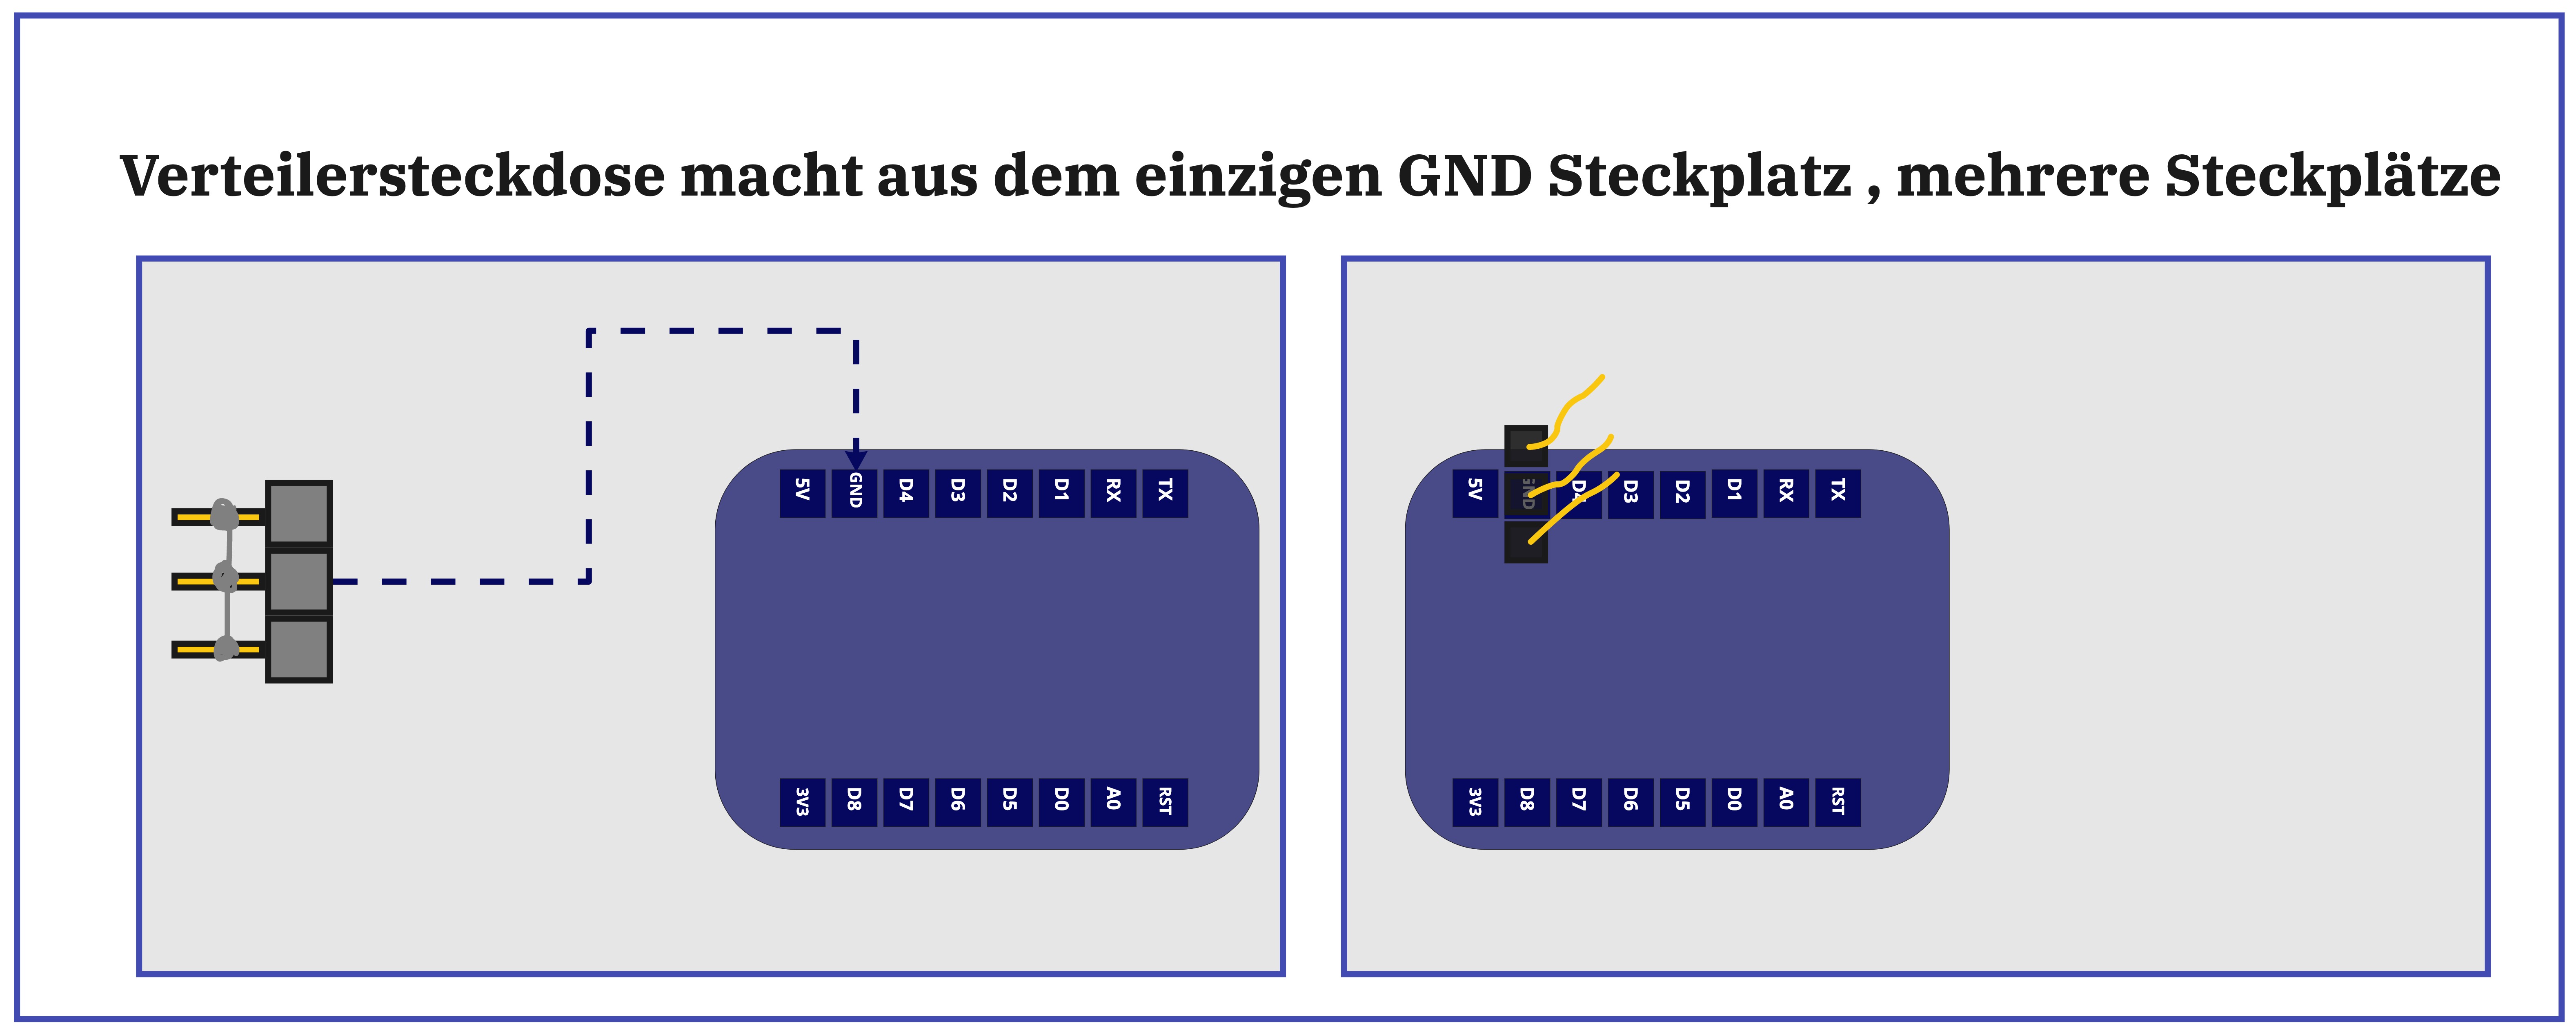 Verteilersteckdose macht aus dem einzigen GND Steckplatz , mehrere Steckplätze
5V GND D4 D3 D2 D1 RX TX
3V3 D8 D7 D6 D5 D0 A0 RST
5V GND D4 D3 D2 D1 RX TX
3V3 D8 D7 D6 D5 D0 A0 RST